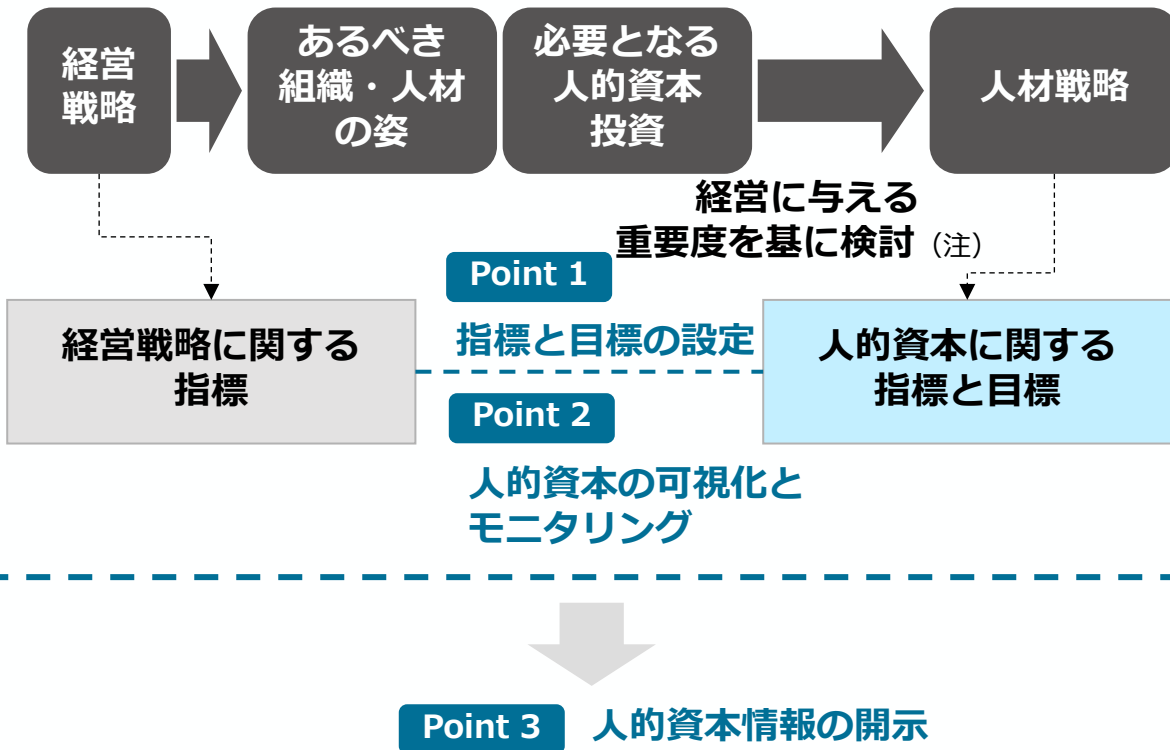 経営
戦略
あるべき
組織・人材
の姿
必要となる
人的資本
投資
人材戦略
経営に与える
重要度を基に検討（注）
Point 1
指標と目標の設定
経営戦略に関する
指標
人的資本に関する
指標と目標
Point 2
人的資本の可視化と
モニタリング
Point 3 人的資本情報の開示